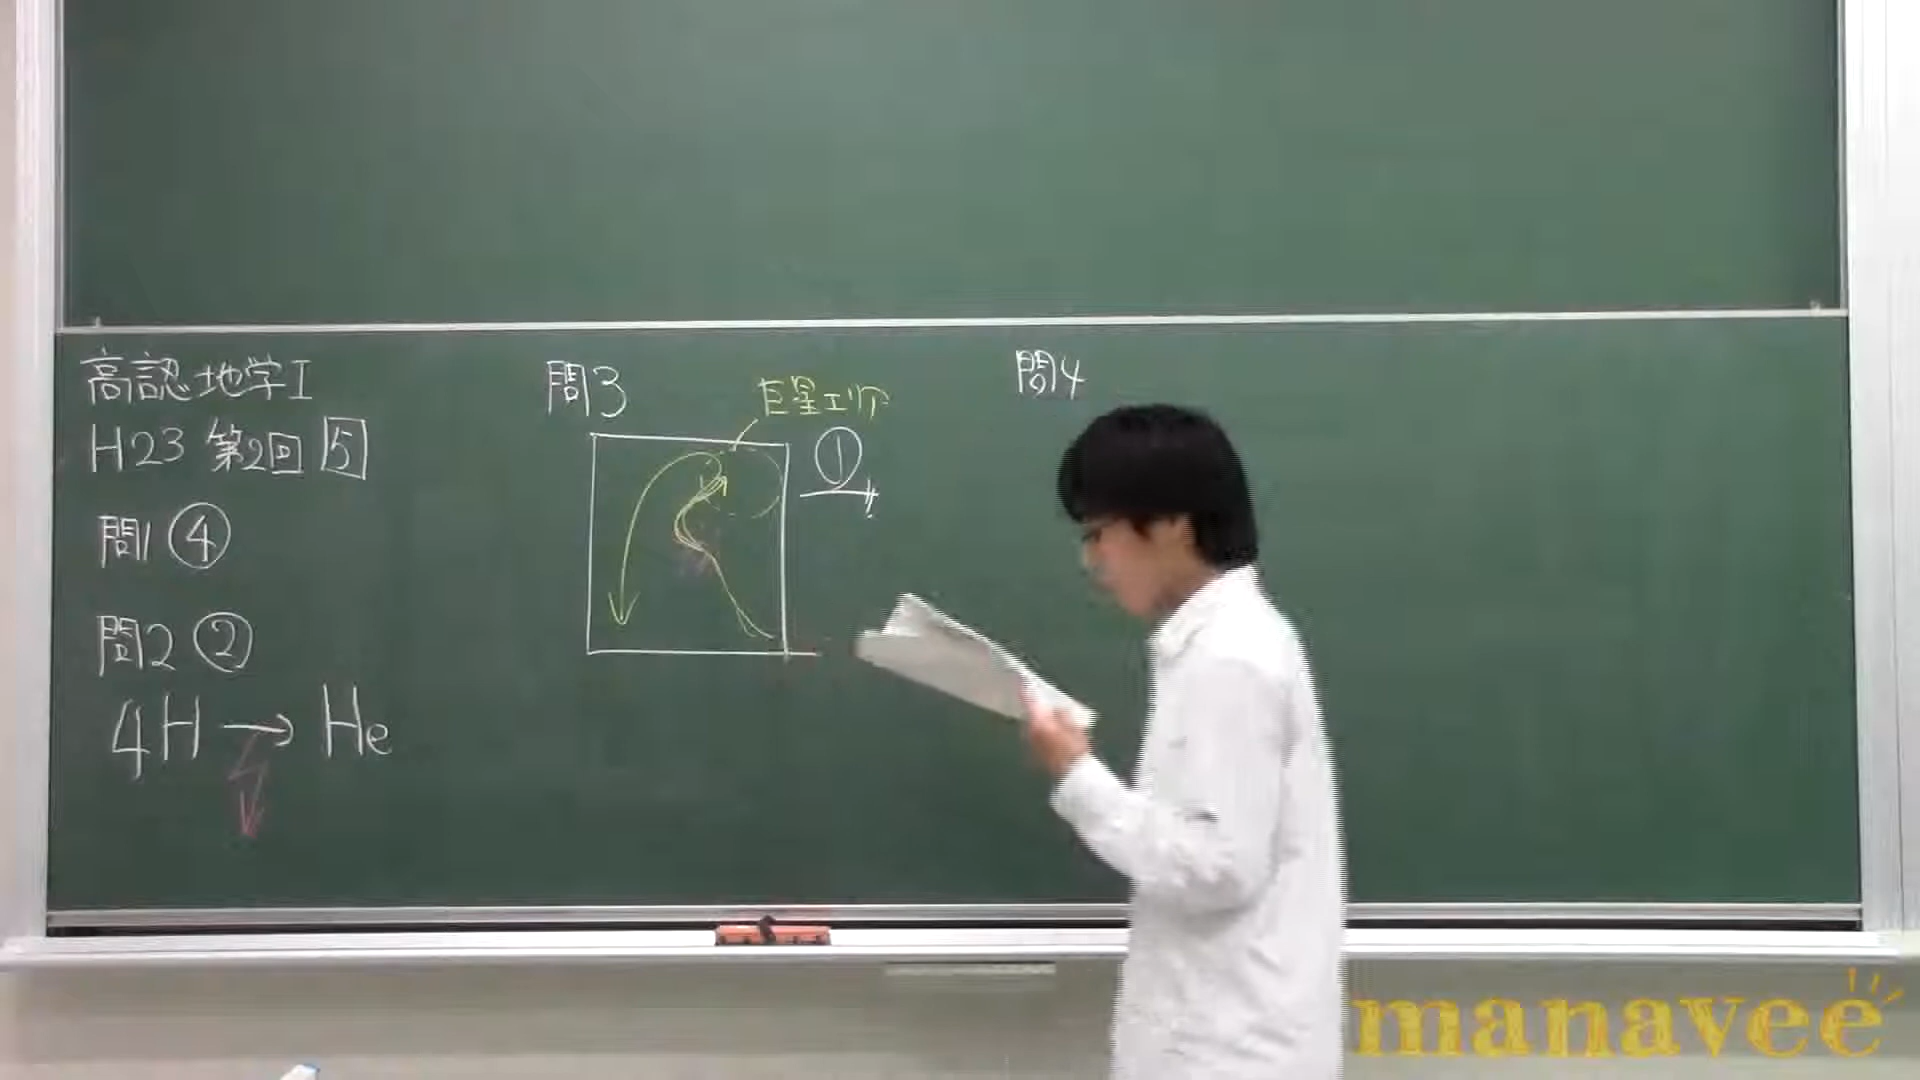 高認地学I
H23 第2回 5
問1 ④
問2 ②
4H → He
問3
巨星エリア
①
問4
manavee